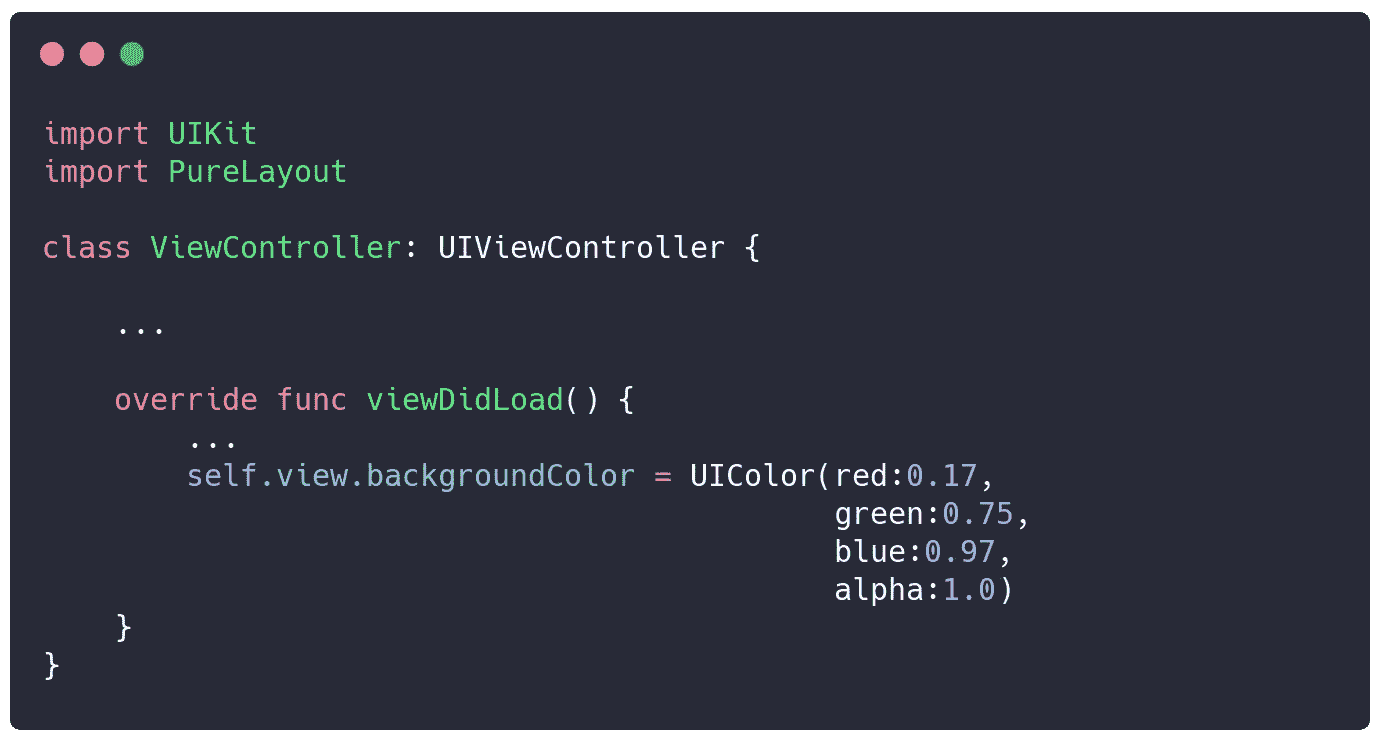 import UIKit
import PureLayout
class ViewController: UIViewController {
...
override func viewDidLoad() {
...
self.view.backgroundColor = UIColor(red:0.17,
green:0.75,
blue:0.97,
alpha:1.0)
}
}